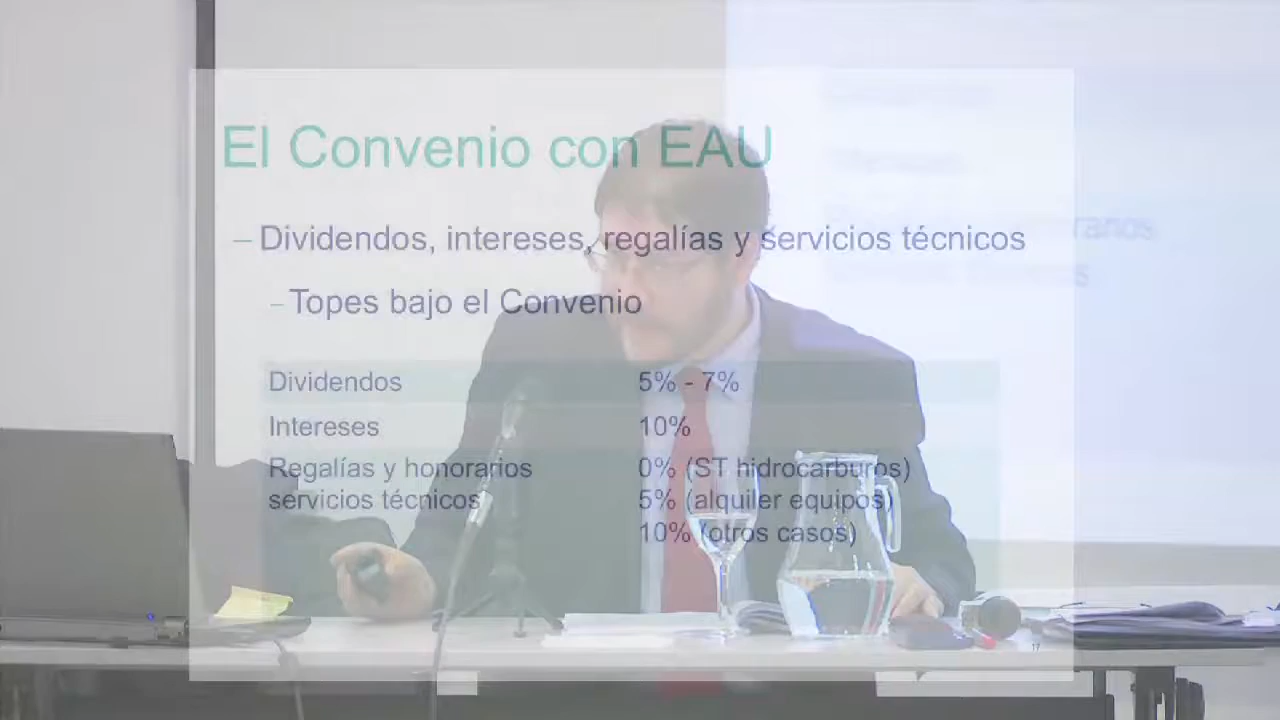 El Convenio con EAU
– Dividendos, intereses, regalías y servicios técnicos
– Topes bajo el Convenio
Dividendos 5% - 7%
Intereses 10%
Regalías y honorarios 0% (ST hidrocarburos)
servicios técnicos 5% (alquiler equipos)
10% (otros casos)
17